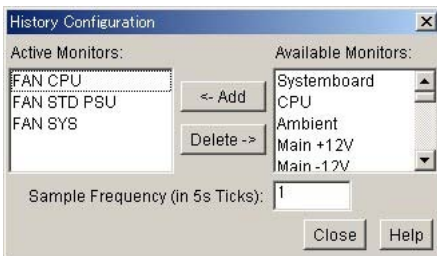 History Configuration
Active Monitors:
FAN CPU
FAN STD PSU
FAN SYS
<- Add
Delete ->
Available Monitors:
Systemboard
CPU
Ambient
Main +12V
Main -12V
Sample Frequency (in 5s Ticks): 1
Close
Help